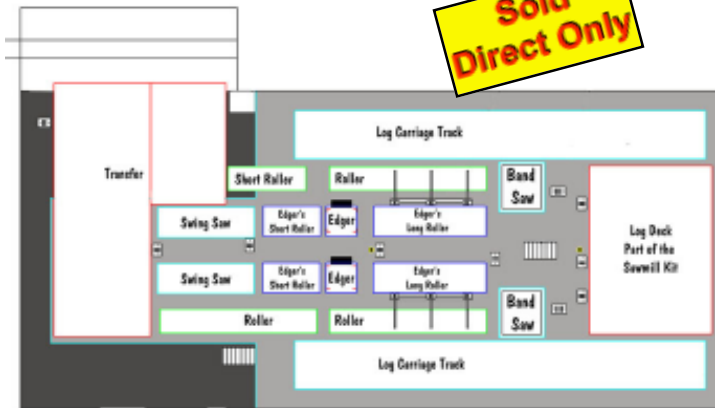 Sold
Direct Only
Log Carriage Track
Transfer
Short Roller
Roller
Band
Saw
Swing Saw
Edger's
Short Roller
Edger
Edger's
Long Roller
Log Deck
Part of the
Sawmill Kit
Swing Saw
Edger's
Short Roller
Edger
Edger's
Long Roller
Roller
Roller
Band
Saw
Log Carriage Track